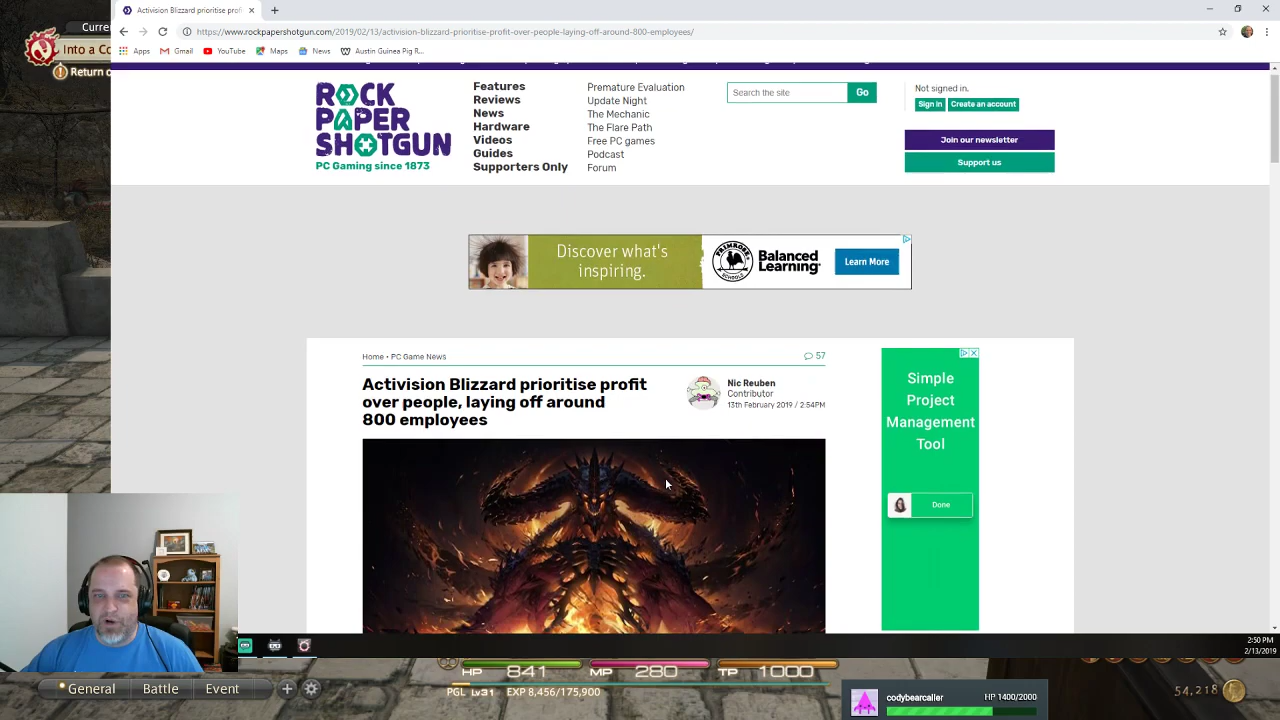 Activision Blizzard prioritise prof
https://www.rockpapershotgun.com/2019/02/13/activision-blizzard-prioritise-profit-over-people-laying-off-around-800-employees/
Apps
Gmail
YouTube
Maps
News
Austin Guinea Pig R...
Curre
Into a Co
Return o
ROCK
PAPER
SHOTGUN
PC Gaming since 1873
Features
Reviews
News
Hardware
Videos
Guides
Supporters Only
Premature Evaluation
Update Night
The Mechanic
The Flare Path
Free PC games
Podcast
Forum
Search the site
Go
Not signed in.
Sign in
Create an account
Join our newsletter
Support us
Discover what's
inspiring.
PRIMROSE
SCHOOLS
Balanced
Learning
Learn More
Home • PC Game News
57
Activision Blizzard prioritise profit
over people, laying off around
800 employees
Nic Reuben
Contributor
13th February 2019 / 2:54PM
Simple
Project
Management
Tool
Done
2:50 PM
2/13/2019
HP 841
MP 280
TP 1000
PGL Lv31 EXP 8,456/175,900
General
Battle
Event
54,218
codybearcaller
HP 1400/2000